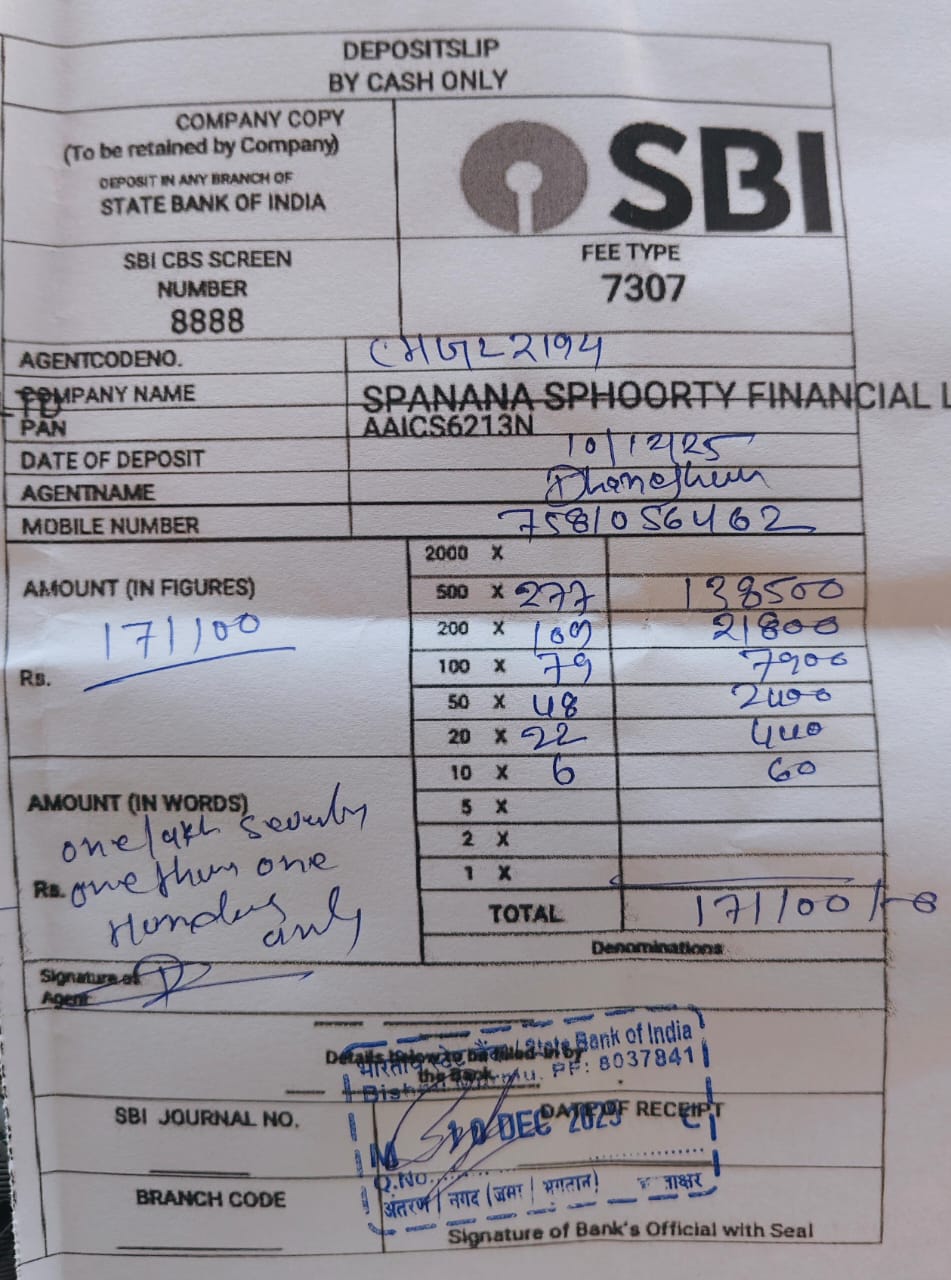 DEPOSITSLIP
BY CASH ONLY
COMPANY COPY
(To be retained by Company)
DEPOSIT IN ANY BRANCH OF
STATE BANK OF INDIA
SBI
SBI CBS SCREEN
NUMBER
8888
FEE TYPE
7307
AGENTCODENO. 2194
COMPANY NAME SPANANA SPHOORTY FINANCIAL L
LTD
PAN AAICS6213N
DATE OF DEPOSIT 10/12/25
AGENTNAME
MOBILE NUMBER 7581056462
AMOUNT (IN FIGURES)
Rs. 171100
2000 X
500 X 277 138500
200 X 109 21800
100 X 79 7900
50 X 48 2400
20 X 22 440
10 X 6 60
5 X
2 X
1 X
TOTAL 171100/-
Denominations
AMOUNT (IN WORDS)
one lakh
Rs. one one
only
Signature of
Agent
Details below to be filled in by
the Bank
State Bank of India
PF: 8037841
SBI JOURNAL NO.
DATE OF RECEIPT
10 DEC 2025
Q.No.
अंतरण / नगद (जमा / भुगतान)
BRANCH CODE
Signature of Bank's Official with Seal